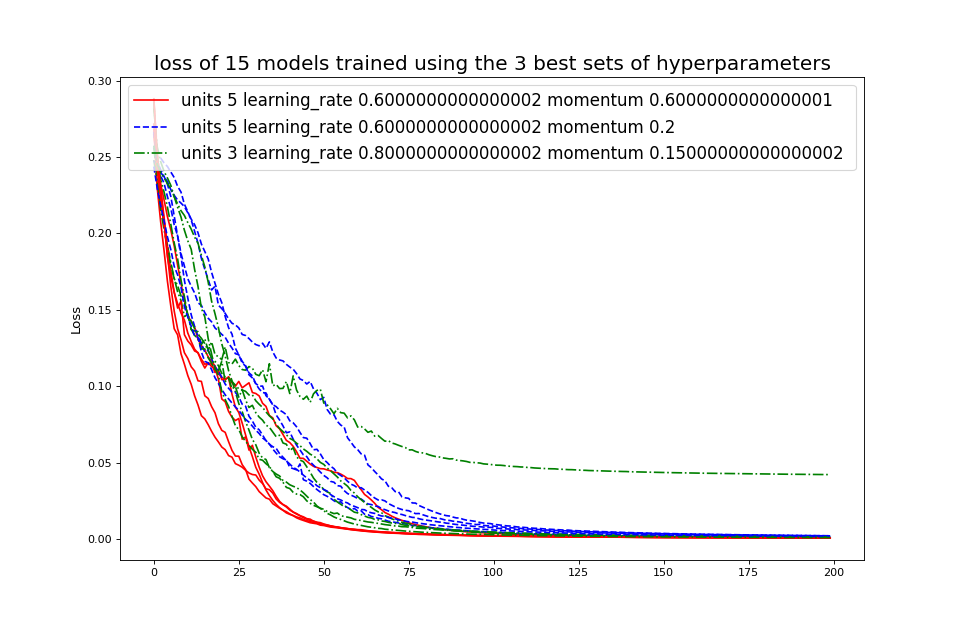 loss of 15 models trained using the 3 best sets of hyperparameters
0.30
units 5 learning_rate 0.6000000000000002 momentum 0.6000000000000001
units 5 learning_rate 0.6000000000000002 momentum 0.2
units 3 learning_rate 0.8000000000000002 momentum 0.15000000000000002
0.25
0.20
0.15
Loss
0.10
0.05
0.00
0 25 50 75 100 125 150 175 200